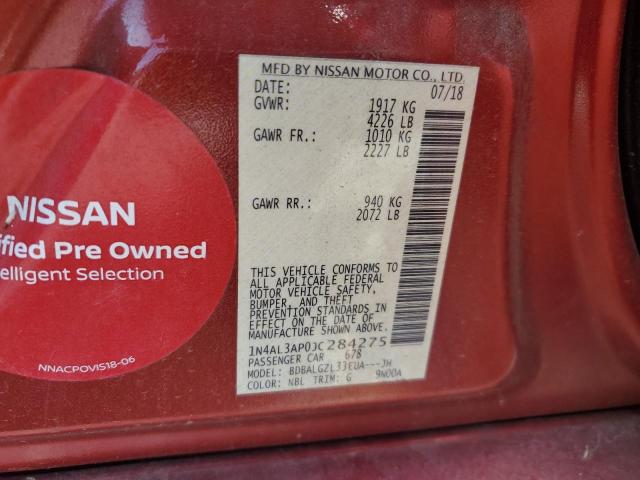 NISSAN
ified Pre Owned
elligent Selection
NNACPOVIS18-06
MFD BY NISSAN MOTOR CO., LTD.
DATE: 07/18
GVWR: 1917 KG
4226 LB
GAWR FR.: 1010 KG
2227 LB
GAWR RR.: 940 KG
2072 LB
THIS VEHICLE CONFORMS TO
ALL APPLICABLE FEDERAL
MOTOR VEHICLE SAFETY,
BUMPER, AND THEFT
PREVENTION STANDARDS
IN EFFECT ON THE DATE OF
MANUFACTURE SHOWN ABOVE.
1N4AL3AP0JC284275
PASSENGER CAR 678
MODEL: BDBALGZL33EUA---JH
COLOR: NBL TRIM: G 9N00A